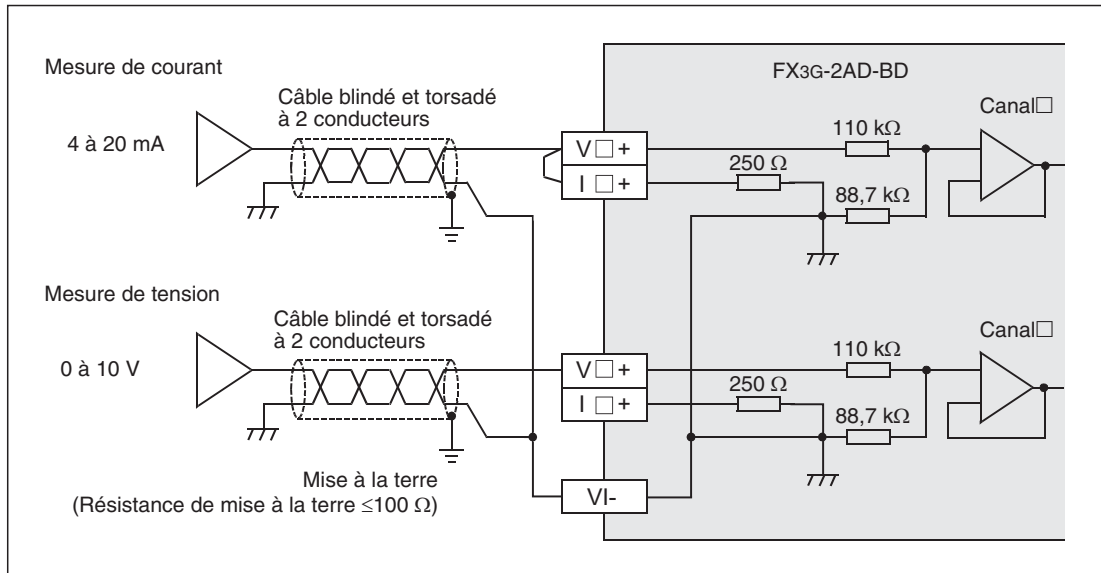 Mesure de courant
FX3G-2AD-BD
Câble blindé et torsadé
à 2 conducteurs
Canal□
4 à 20 mA
V □ +
110 kΩ
I □ +
250 Ω
88,7 kΩ
Mesure de tension
Câble blindé et torsadé
à 2 conducteurs
Canal□
0 à 10 V
V □ +
110 kΩ
I □ +
250 Ω
88,7 kΩ
Mise à la terre
(Résistance de mise à la terre ≤100 Ω)
VI-